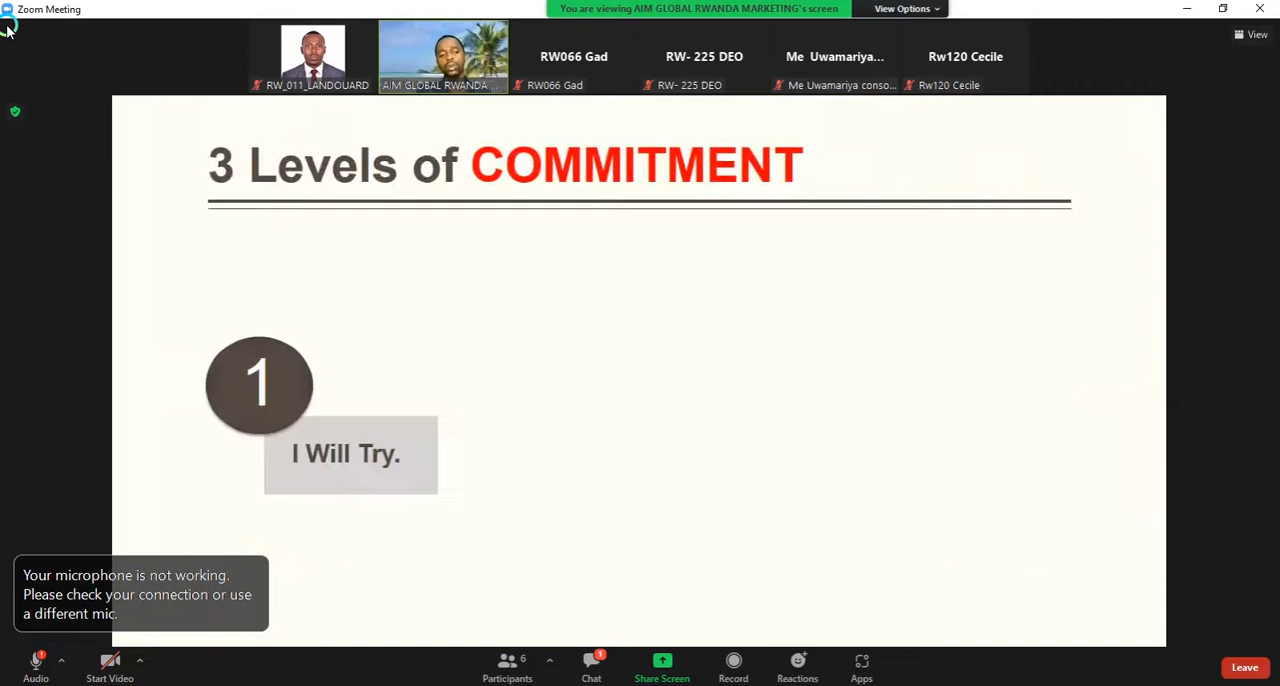 Zoom Meeting
You are viewing AIM GLOBAL RWANDA MARKETING's screen
View Options
View
RW_011_LANDOUARD
AIM GLOBAL RWANDA ...
RW066 Gad
RW066 Gad
RW- 225 DEO
RW- 225 DEO
Me Uwamariya...
Me Uwamariya conso...
Rw120 Cecile
Rw120 Cecile
3 Levels of COMMITMENT
1
I Will Try.
Your microphone is not working.
Please check your connection or use
a different mic.
Audio
Start Video
6
Participants
1
Chat
Share Screen
Record
Reactions
Apps
Leave